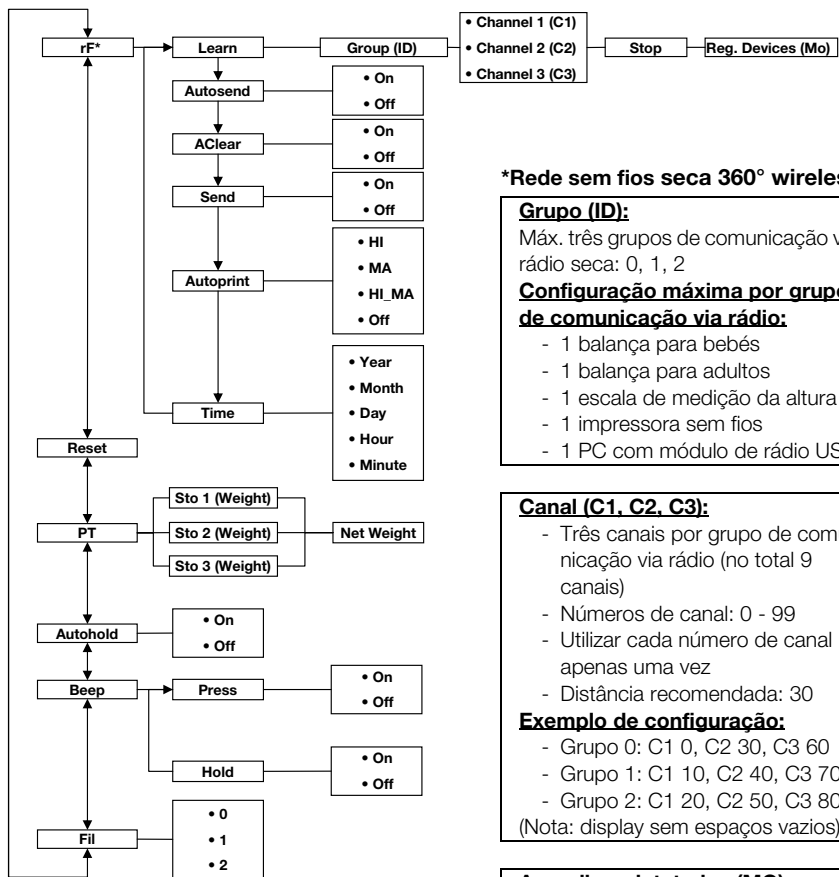 • Channel 1 (C1)
rF*
Learn
Group (ID)
• Channel 2 (C2)
Stop
Reg. Devices (Mo)
• Channel 3 (C3)
Autosend
• On
• Off
AClear
• On
• Off
Send
• On
• Off
Autoprint
• HI
• MA
• HI_MA
• Off
Time
• Year
• Month
• Day
• Hour
• Minute
Reset
PT
Sto 1 (Weight)
Sto 2 (Weight)
Sto 3 (Weight)
Net Weight
Autohold
• On
• Off
Beep
Press
• On
• Off
Hold
• On
• Off
Fil
• 0
• 1
• 2
*Rede sem fios seca 360° wireles
Grupo (ID):
Máx. três grupos de comunicação v
rádio seca: 0, 1, 2
Configuração máxima por grupo
de comunicação via rádio:
- 1 balança para bebés
- 1 balança para adultos
- 1 escala de medição da altura
- 1 impressora sem fios
- 1 PC com módulo de rádio US
Canal (C1, C2, C3):
- Três canais por grupo de com
nicação via rádio (no total 9
canais)
- Números de canal: 0 - 99
- Utilizar cada número de canal
apenas uma vez
- Distância recomendada: 30
Exemplo de configuração:
- Grupo 0: C1 0, C2 30, C3 60
- Grupo 1: C1 10, C2 40, C3 70
- Grupo 2: C1 20, C2 50, C3 80
(Nota: display sem espaços vazios)